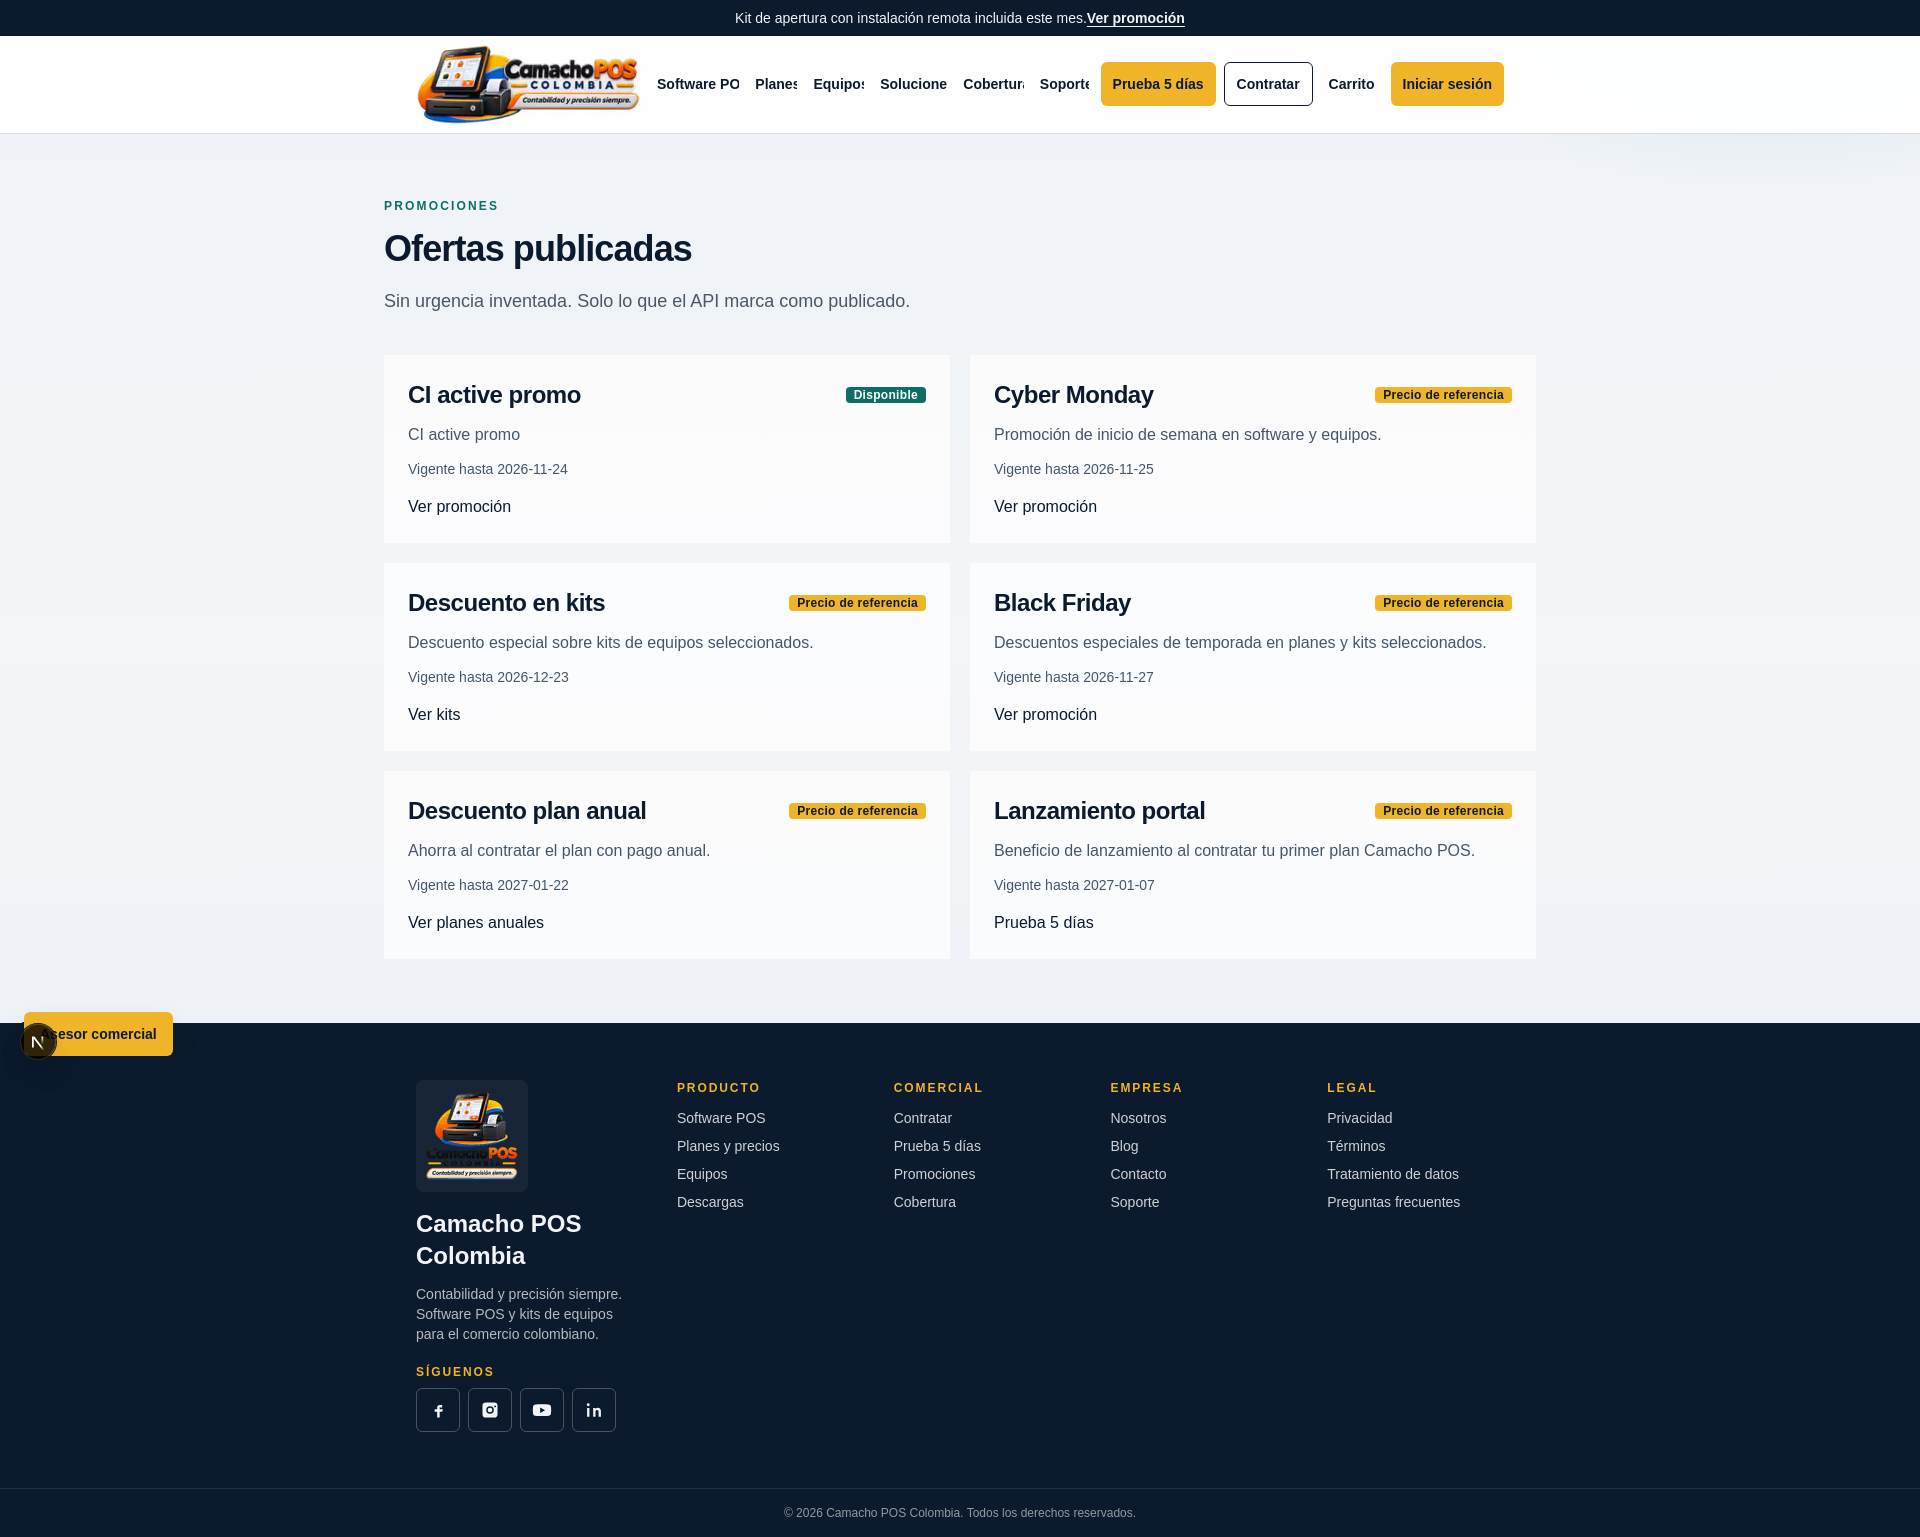 Kit de apertura con instalación remota incluida este mes.Ver promoción
CamachoPOS
COLOMBIA
Contabilidad y precisión siempre.
Software PO
Planes
Equipos
Solucione
Cobertura
Soporte
Prueba 5 días
Contratar
Carrito
Iniciar sesión
PROMOCIONES
Ofertas publicadas
Sin urgencia inventada. Solo lo que el API marca como publicado.
CI active promo
Disponible
CI active promo
Vigente hasta 2026-11-24
Ver promoción
Cyber Monday
Precio de referencia
Promoción de inicio de semana en software y equipos.
Vigente hasta 2026-11-25
Ver promoción
Descuento en kits
Precio de referencia
Descuento especial sobre kits de equipos seleccionados.
Vigente hasta 2026-12-23
Ver kits
Black Friday
Precio de referencia
Descuentos especiales de temporada en planes y kits seleccionados.
Vigente hasta 2026-11-27
Ver promoción
Descuento plan anual
Precio de referencia
Ahorra al contratar el plan con pago anual.
Vigente hasta 2027-01-22
Ver planes anuales
Lanzamiento portal
Precio de referencia
Beneficio de lanzamiento al contratar tu primer plan Camacho POS.
Vigente hasta 2027-01-07
Prueba 5 días
Asesor comercial
CamachoPOS
COLOMBIA
Contabilidad y precisión siempre.
Camacho POS
Colombia
Contabilidad y precisión siempre.
Software POS y kits de equipos
para el comercio colombiano.
SÍGUENOS
PRODUCTO
Software POS
Planes y precios
Equipos
Descargas
COMERCIAL
Contratar
Prueba 5 días
Promociones
Cobertura
EMPRESA
Nosotros
Blog
Contacto
Soporte
LEGAL
Privacidad
Términos
Tratamiento de datos
Preguntas frecuentes
© 2026 Camacho POS Colombia. Todos los derechos reservados.